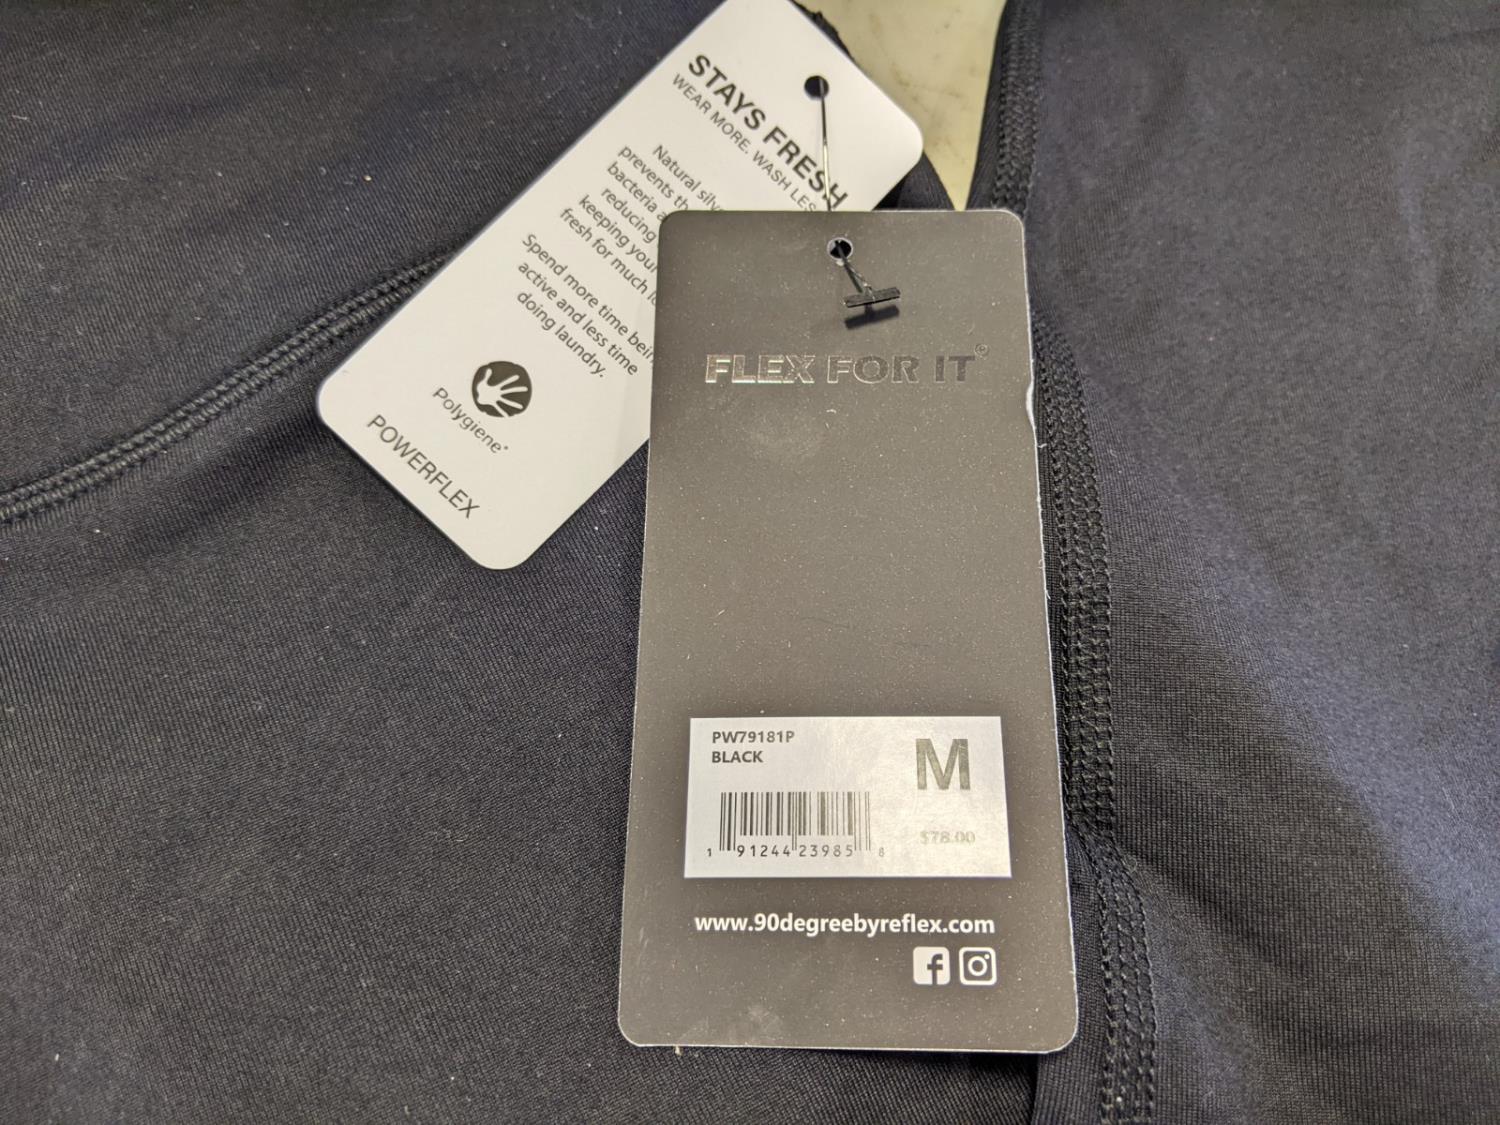 STAYS FRESH
WEAR MORE. WASH LES
Natural silv
prevents th
bacteria
reducing
keeping your
fresh for much
Spend more time bein
active and less time
doing laundry.
Polygiene®
POWERFLEX
FLEX FOR IT®
PW79181P
BLACK
M
1 91244 23985 8
$78.00
www.90degreebyreflex.com